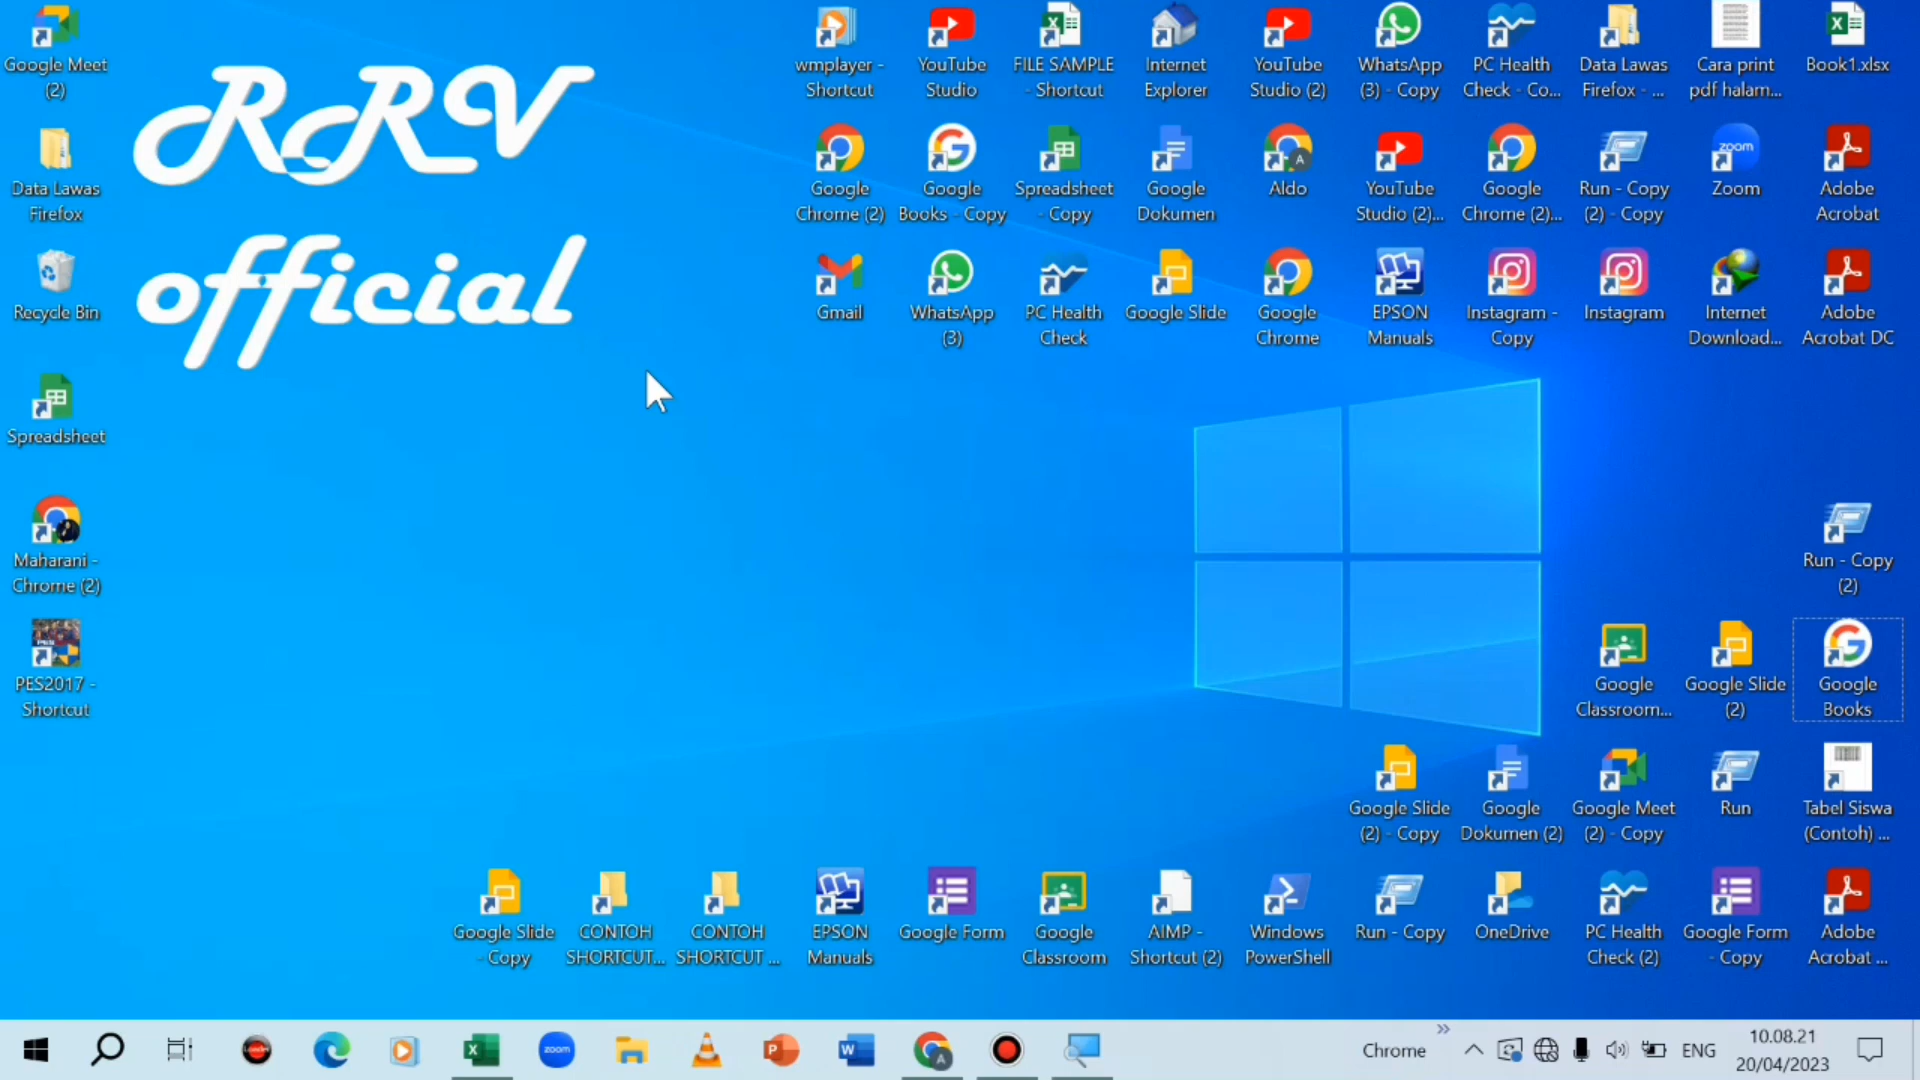 RRV
official
Google Meet
(2)
Data Lawas
Firefox
Recycle Bin
Spreadsheet
Maharani -
Chrome (2)
PES2017 -
Shortcut
wmplayer -
Shortcut
YouTube
Studio
FILE SAMPLE
- Shortcut
Internet
Explorer
YouTube
Studio (2)
WhatsApp
(3) - Copy
PC Health
Check - Co...
Data Lawas
Firefox - ...
Cara print
pdf halam...
Book1.xlsx
Google
Chrome (2)
Google
Books - Copy
Spreadsheet
- Copy
Google
Dokumen
Aldo
YouTube
Studio (2)...
Google
Chrome (2)...
Run - Copy
(2) - Copy
zoom
Zoom
Adobe
Acrobat
Gmail
WhatsApp
(3)
PC Health
Check
Google Slide
Google
Chrome
EPSON
Manuals
Instagram -
Copy
Instagram
Internet
Download...
Adobe
Acrobat DC
Run - Copy
(2)
Google
Classroom...
Google Slide
(2)
Google
Books
Google Slide
(2) - Copy
Google
Dokumen (2)
Google Meet
(2) - Copy
Run
Tabel Siswa
(Contoh) ...
Google Slide
- Copy
CONTOH
SHORTCUT...
CONTOH
SHORTCUT ...
EPSON
Manuals
Google Form
Google
Classroom
AIMP -
Shortcut (2)
Windows
PowerShell
Run - Copy
OneDrive
PC Health
Check (2)
Google Form
- Copy
Adobe
Acrobat ...
zoom
Chrome
ENG
10.08.21
20/04/2023